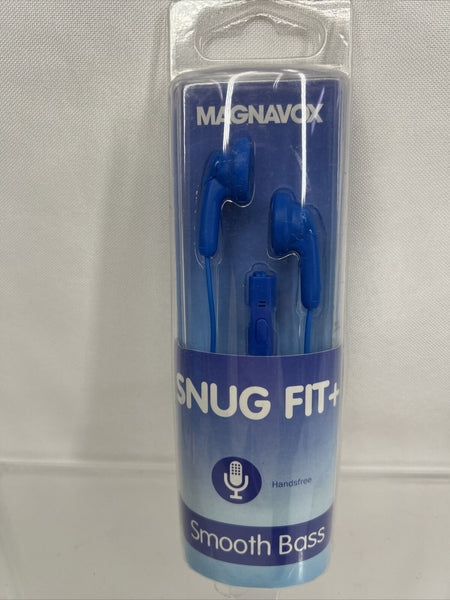 MAGNAVOX
SNUG FIT+
Handsfree
Smooth Bass